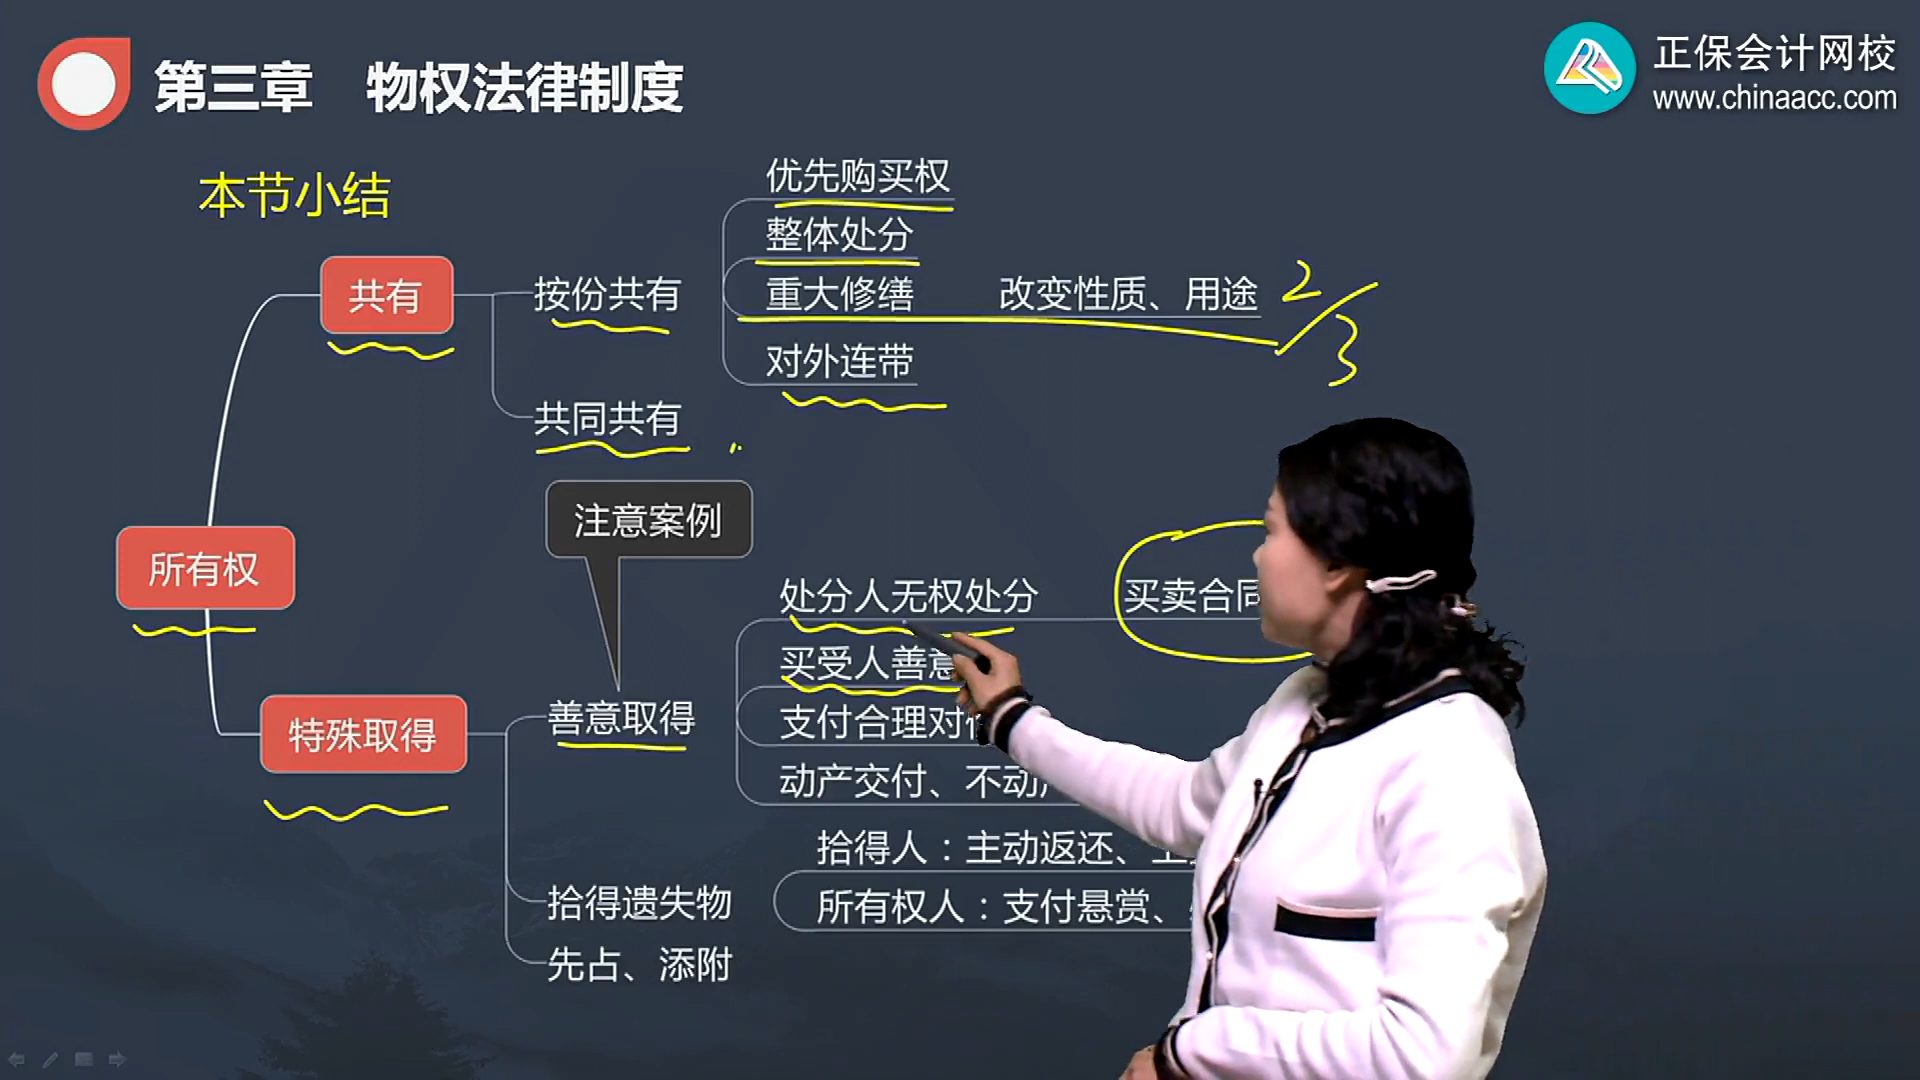 第三章 物权法律制度
正保会计网校
www.chinaacc.com
本节小结
优先购买权
整体处分
共有
按份共有
重大修缮 改变性质、用途 2/3
对外连带
共同共有
注意案例
所有权
处分人无权处分 买卖合同
买受人善意
特殊取得
善意取得
支付合理对价
动产交付、不动产
拾得人：主动返还、
拾得遗失物
所有权人：支付悬赏、
先占、添附